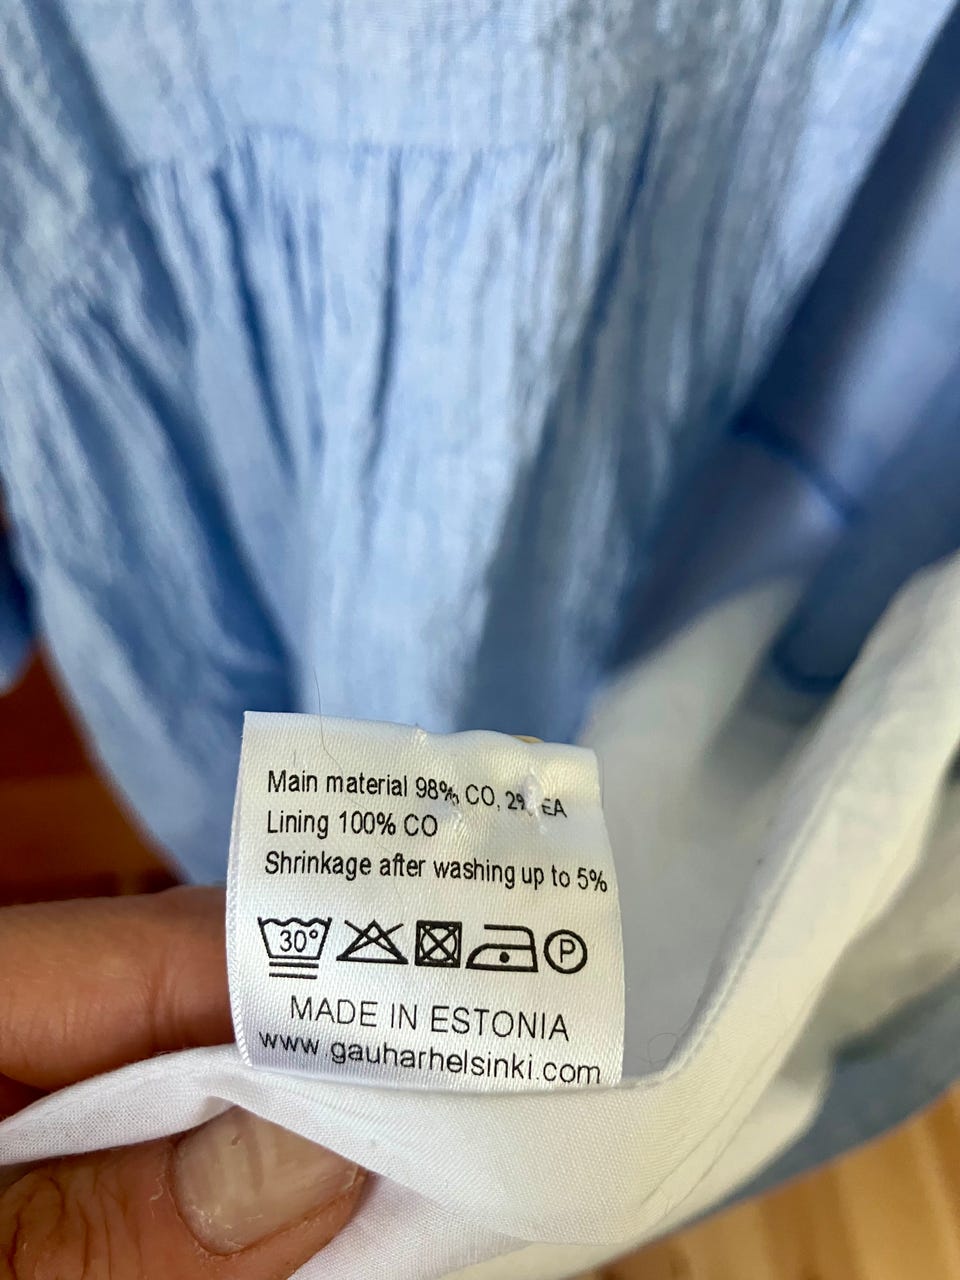 Main material 98% CO, 2% EA
Lining 100% CO
Shrinkage after washing up to 5%
30°
P
MADE IN ESTONIA
www.gauharhelsinki.com